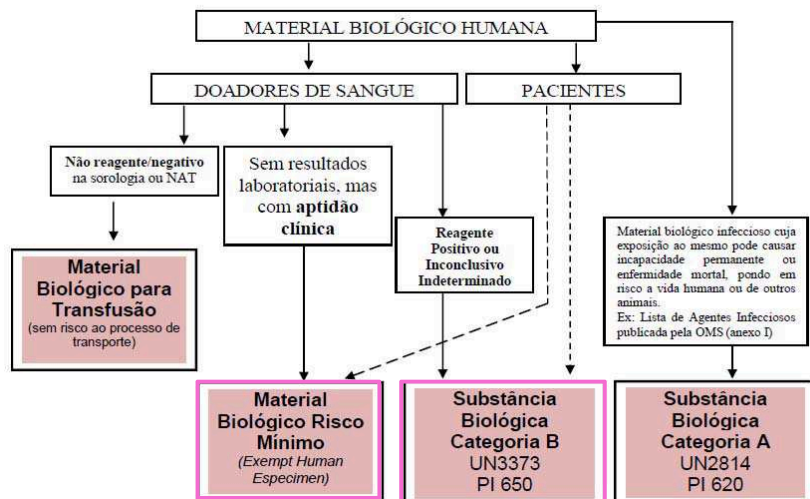 MATERIAL BIOLÓGICO HUMANA
DOADORES DE SANGUE
PACIENTES
Não reagente/negativo
na sorologia ou NAT
Sem resultados
laboratoriais, mas
com aptidão
clínica
Reagente
Positivo ou
Inconclusivo
Indeterminado
Material biológico infeccioso cuja
exposição ao mesmo pode causar
incapacidade permanente ou
enfermidade mortal, pondo em
risco a vida humana ou de outros
animais.
Ex: Lista de Agentes Infecciosos
publicada pela OMS (anexo I)
Material
Biológico para
Transfusão
(sem risco ao processo de
transporte)
Material
Biológico Risco
Mínimo
(Exempt Human
Especimen)
Substância
Biológica
Categoria B
UN3373
PI 650
Substância
Biológica
Categoria A
UN2814
PI 620